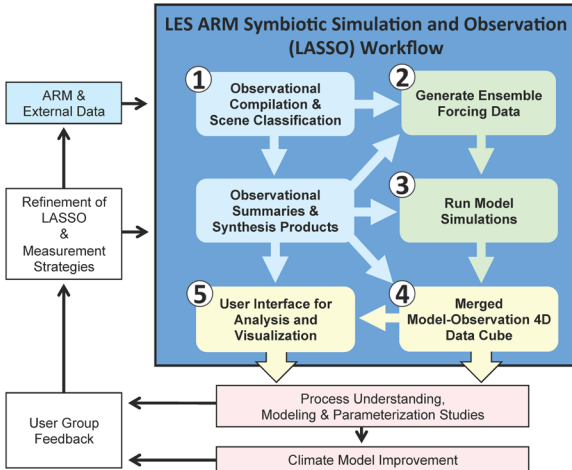 LES ARM Symbiotic Simulation and Observation
(LASSO) Workflow
ARM &
External Data
1
Observational
Compilation &
Scene Classification
2
Generate Ensemble
Forcing Data
Refinement of
LASSO
&
Measurement
Strategies
Observational
Summaries &
Synthesis Products
3
Run Model
Simulations
5
User Interface for
Analysis and
Visualization
4
Merged
Model-Observation 4D
Data Cube
User Group
Feedback
Process Understanding,
Modeling & Parameterization Studies
Climate Model Improvement